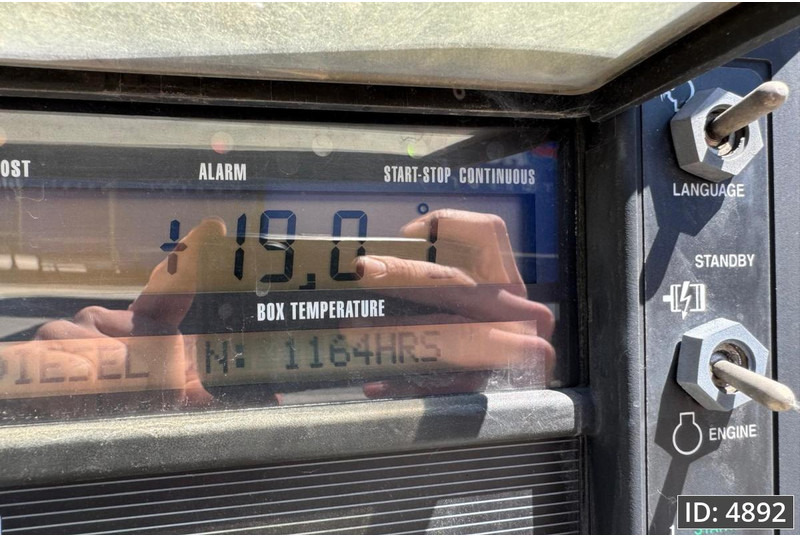 OST ALARM START-STOP CONTINUOUS
+19.0°
BOX TEMPERATURE
DIESEL N: 1164HRS
LANGUAGE
STANDBY
ENGINE
ID: 4892